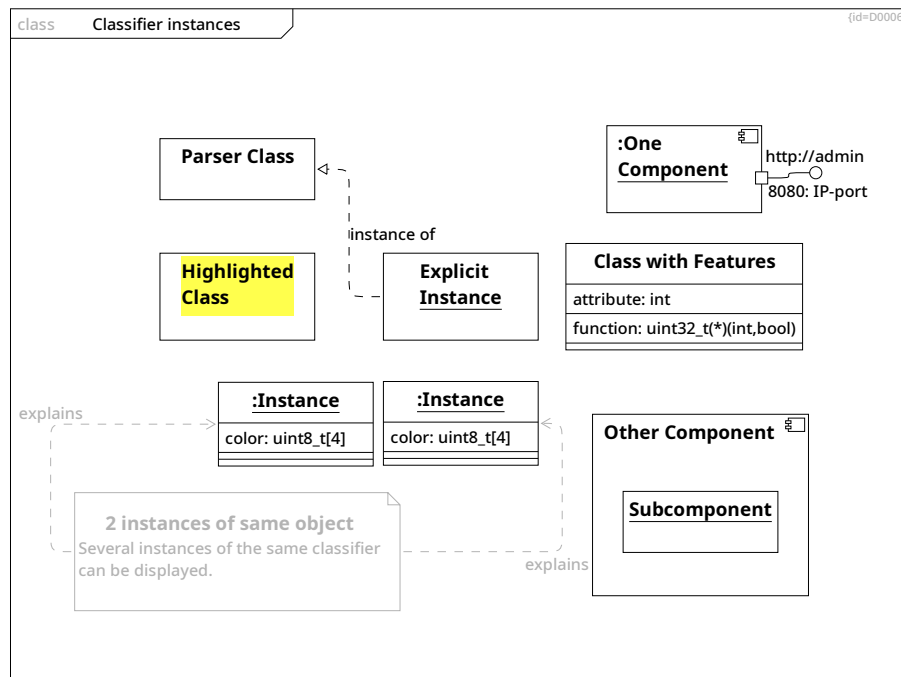 class Classifier instances
{id=D0006
Parser Class
:One
Component
http://admin
8080: IP-port
instance of
Highlighted
Class
Explicit
Instance
Class with Features
attribute: int
function: uint32_t(*)(int,bool)
:Instance
color: uint8_t[4]
:Instance
color: uint8_t[4]
explains
Other Component
Subcomponent
2 instances of same object
Several instances of the same classifier
can be displayed.
explains